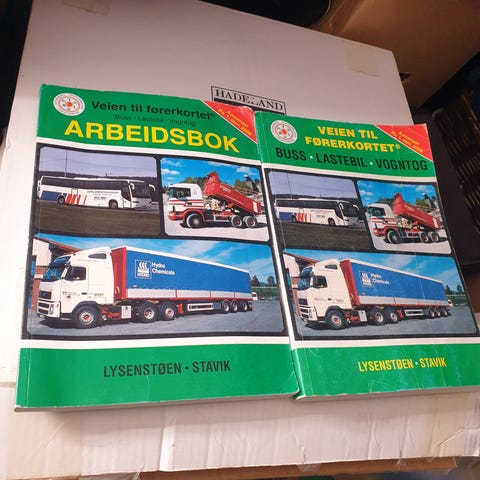 HADELAND
Veien til førerkortet®
Buss · Lastebil · Vogntog
ARBEIDSBOK
Hydro
Chemicals
LYSENSTØEN · STAVIK
VEIEN TIL
FØRERKORTET®
BUSS · LASTEBIL · VOGNTOG
Hydro
Chemicals
LYSENSTØEN · STAVIK